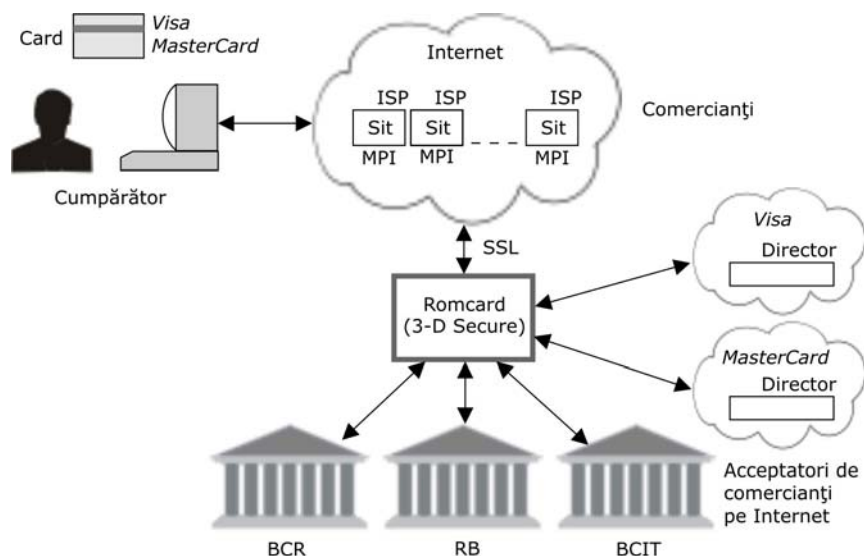 Card
Visa
MasterCard
Cumpărător
Internet
ISP ISP ISP
Sit Sit Sit
MPI MPI MPI
Comercianţi
SSL
Romcard
(3-D Secure)
Visa
Director
MasterCard
Director
BCR RB BCIT
Acceptatori de
comercianţi
pe Internet